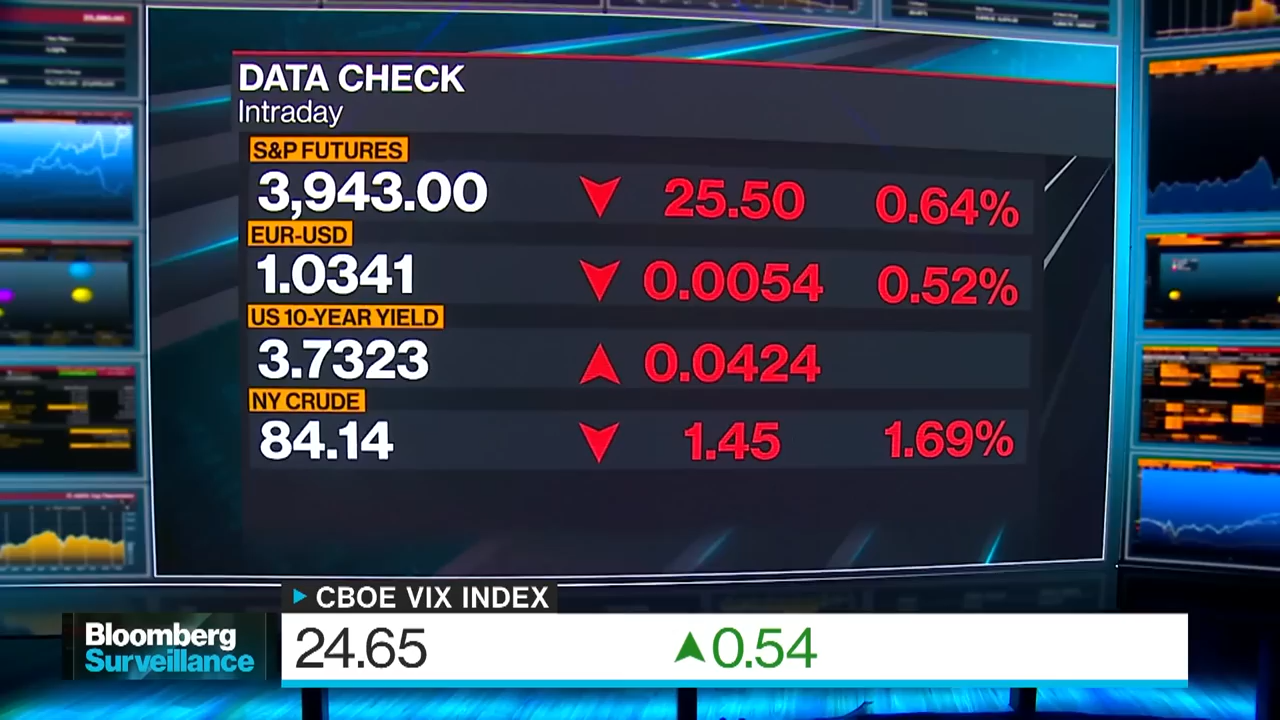 DATA CHECK
Intraday
S&P FUTURES
3,943.00 ▼ 25.50 0.64%
EUR-USD
1.0341 ▼ 0.0054 0.52%
US 10-YEAR YIELD
3.7323 ▲ 0.0424
NY CRUDE
84.14 ▼ 1.45 1.69%
CBOE VIX INDEX
Bloomberg
Surveillance
24.65 ▲0.54